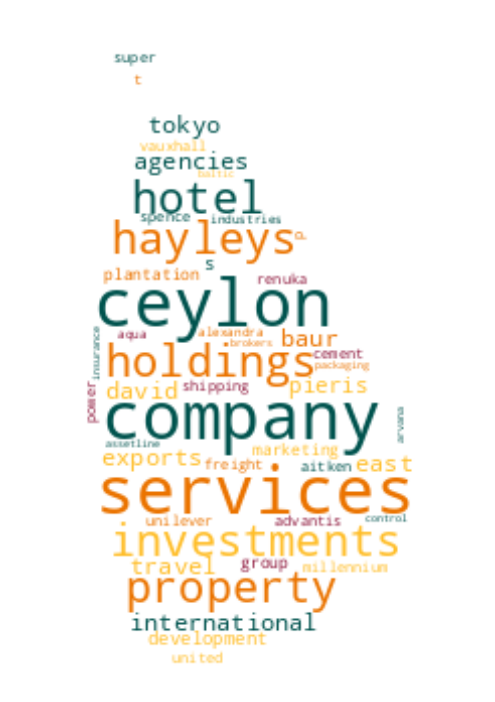 super
t
tokyo
vauxhall
agencies
baltic
hotel
spence industries
hayleys p
s
plantation renuka
ceylon
insurance aqua alexandra baur
brokers
holdings cement
packaging
power david shipping pieris
company arvana
assetline marketing
exports freight aitken east
services
unilever advantis control
investments
travel group millennium
property
international
development
united